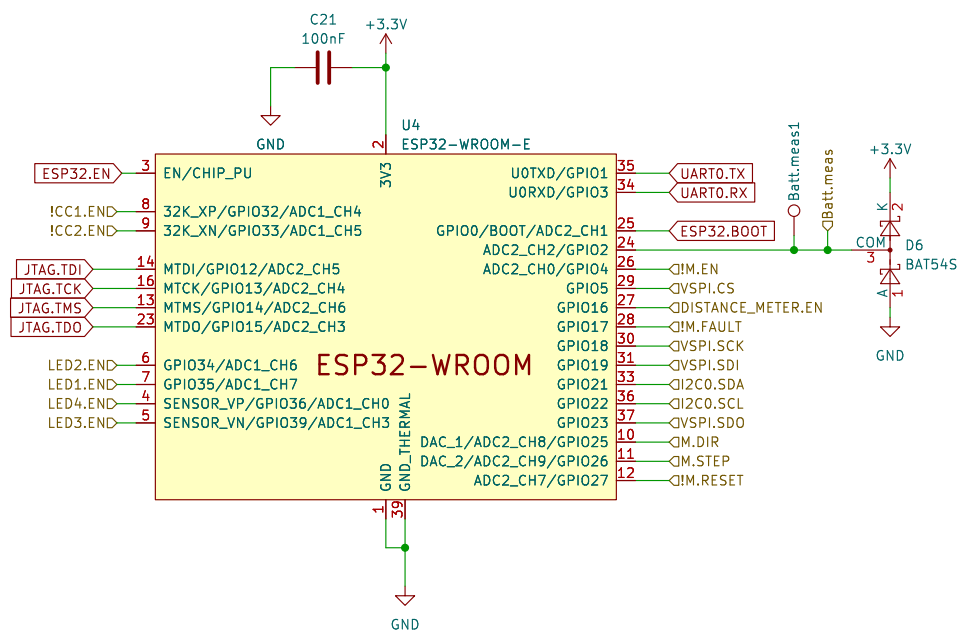 C21
100nF
+3.3V
GND
U4
ESP32-WROOM-E
2
3V3
ESP32.EN 3 EN/CHIP_PU
!CC1.EN 8 32K_XP/GPIO32/ADC1_CH4
!CC2.EN 9 32K_XN/GPIO33/ADC1_CH5
JTAG.TDI 14 MTDI/GPIO12/ADC2_CH5
JTAG.TCK 16 MTCK/GPIO13/ADC2_CH4
JTAG.TMS 13 MTMS/GPIO14/ADC2_CH6
JTAG.TDO 23 MTDO/GPIO15/ADC2_CH3
LED2.EN 6 GPIO34/ADC1_CH6
LED1.EN 7 GPIO35/ADC1_CH7
LED4.EN 4 SENSOR_VP/GPIO36/ADC1_CH0
LED3.EN 5 SENSOR_VN/GPIO39/ADC1_CH3
ESP32-WROOM
U0TXD/GPIO1 35 UART0.TX
U0RXD/GPIO3 34 UART0.RX
GPIO0/BOOT/ADC2_CH1 25 ESP32.BOOT
ADC2_CH2/GPIO2 24
ADC2_CH0/GPIO4 26 !M.EN
GPIO5 29 VSPI.CS
GPIO16 27 DISTANCE_METER.EN
GPIO17 28 !M.FAULT
GPIO18 30 VSPI.SCK
GPIO19 31 VSPI.SDI
GPIO21 33 I2C0.SDA
GPIO22 36 I2C0.SCL
GPIO23 37 VSPI.SDO
DAC_1/ADC2_CH8/GPIO25 10 M.DIR
DAC_2/ADC2_CH9/GPIO26 11 M.STEP
ADC2_CH7/GPIO27 12 !M.RESET
GND
GND_THERMAL
1
39
GND
Batt.meas1
Batt.meas
+3.3V
K
2
COM
3
D6
BAT54S
A
1
GND